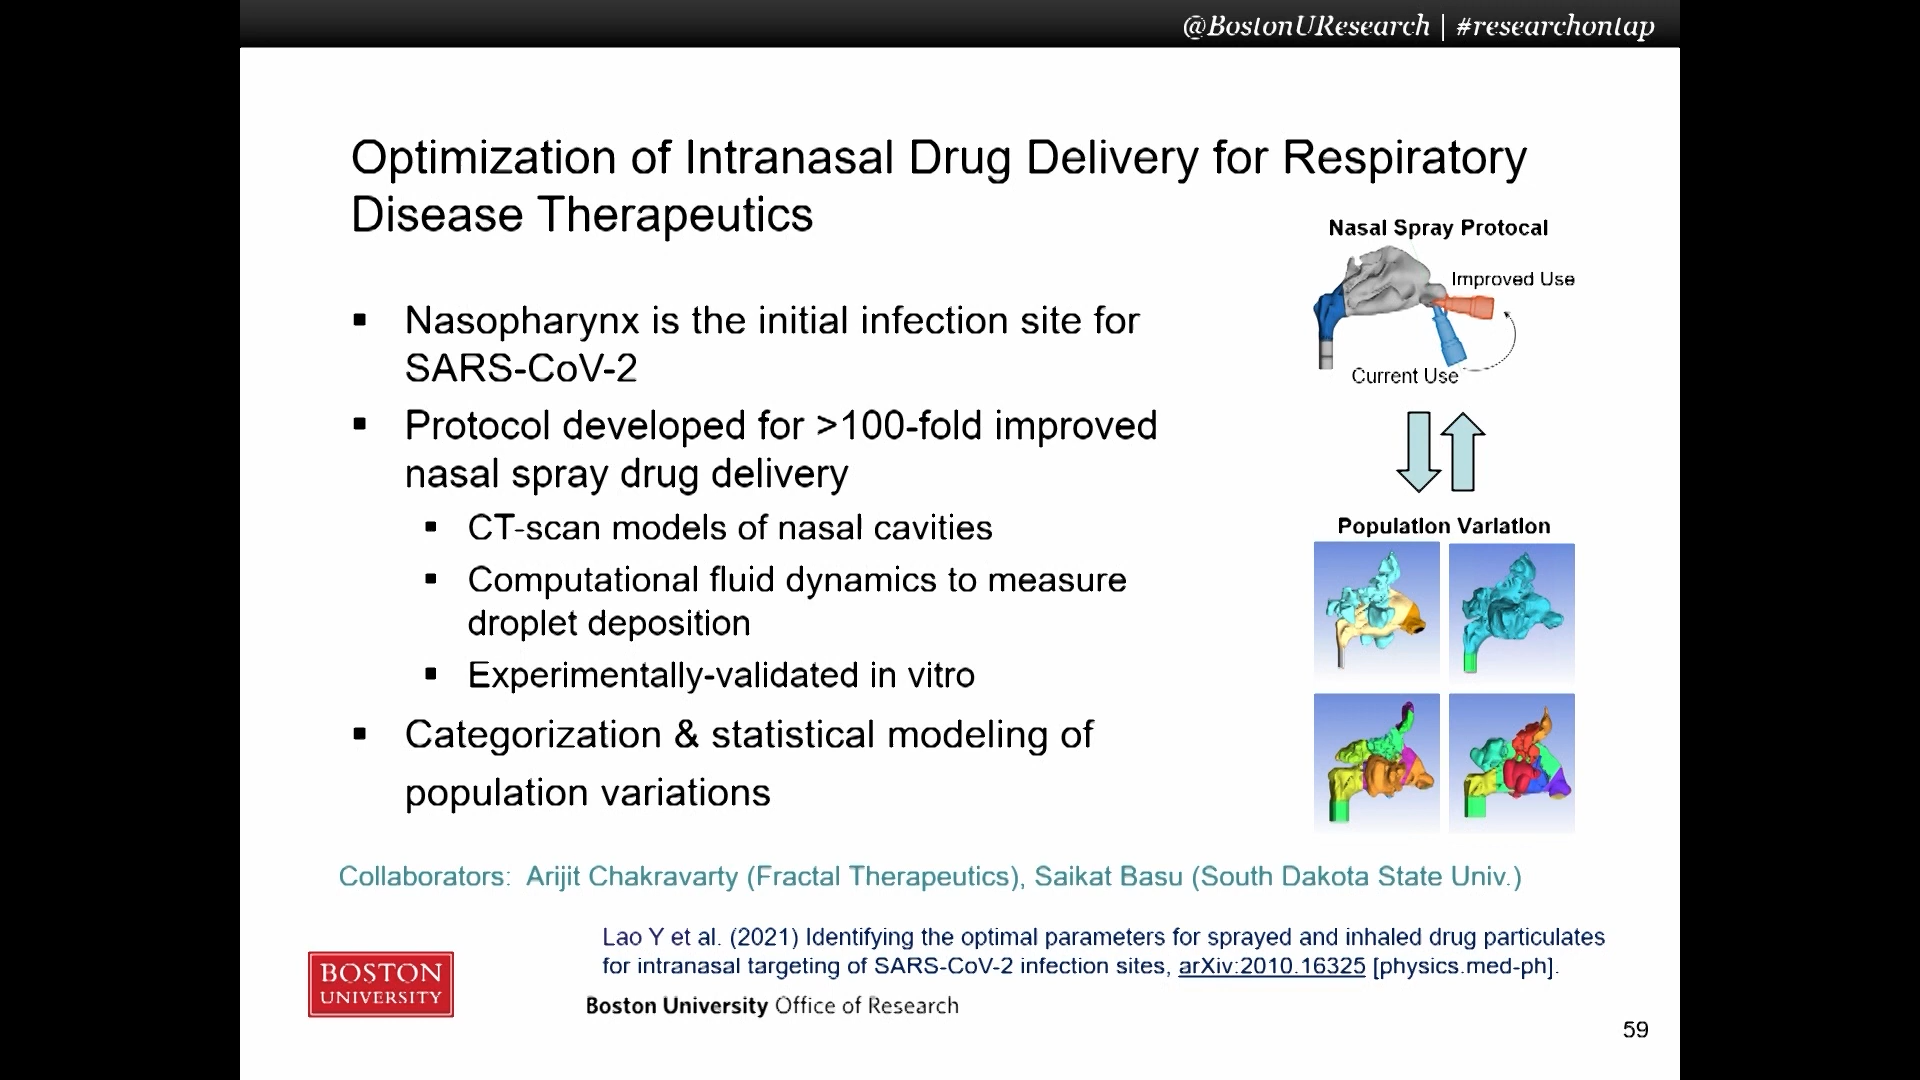 @BostonUResearch | #researchontap
Optimization of Intranasal Drug Delivery for Respiratory
Disease Therapeutics
Nasal Spray Protocal
Improved Use
Current Use
▪ Nasopharynx is the initial infection site for
SARS-CoV-2
▪ Protocol developed for >100-fold improved
nasal spray drug delivery
▪ CT-scan models of nasal cavities
▪ Computational fluid dynamics to measure
droplet deposition
▪ Experimentally-validated in vitro
▪ Categorization & statistical modeling of
population variations
Population Variation
Collaborators: Arijit Chakravarty (Fractal Therapeutics), Saikat Basu (South Dakota State Univ.)
Lao Y et al. (2021) Identifying the optimal parameters for sprayed and inhaled drug particulates
for intranasal targeting of SARS-CoV-2 infection sites, arXiv:2010.16325 [physics.med-ph].
BOSTON
UNIVERSITY
Boston University Office of Research
59